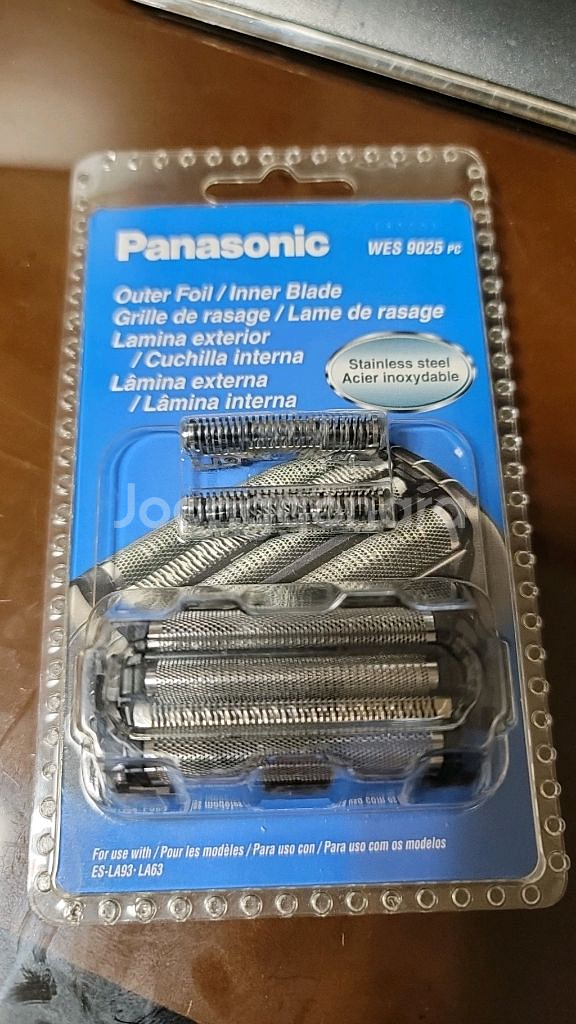 Panasonic
WES 9025 PC
Outer Foil / Inner Blade
Grille de rasage / Lame de rasage
Lamina exterior
/ Cuchilla interna
Lâmina externa
/ Lâmina interna
Stainless steel
Acier inoxydable
For use with / Pour les modèles / Para uso con / Para uso com os modelos
ES-LA93 · LA63